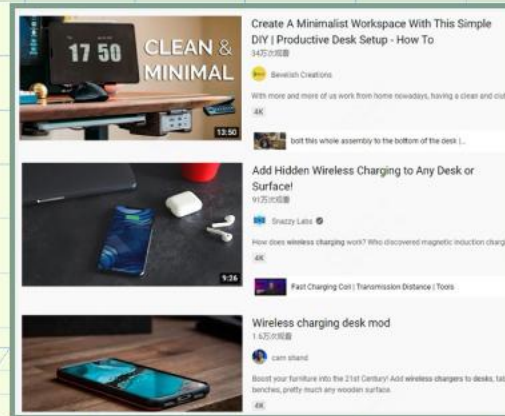 17 50
CLEAN &
MINIMAL
13:50
Create A Minimalist Workspace With This Simple
DIY | Productive Desk Setup - How To
34万次观看
Bevelish Creations
With more and more of us work from home nowadays, having a clean and clut
4K
bolt this whole assembly to the bottom of the desk |...
9:26
Add Hidden Wireless Charging to Any Desk or
Surface!
91万次观看
Snazzy Labs
How does wireless charging work? Who discovered magnetic induction chargi
4K
Fast Charging Coil | Transmission Distance | Tools
Wireless charging desk mod
1.6万次观看
cam shand
Boost your furniture into the 21st Century! Add wireless chargers to desks, tab
benches, pretty much any wooden surface.
4K